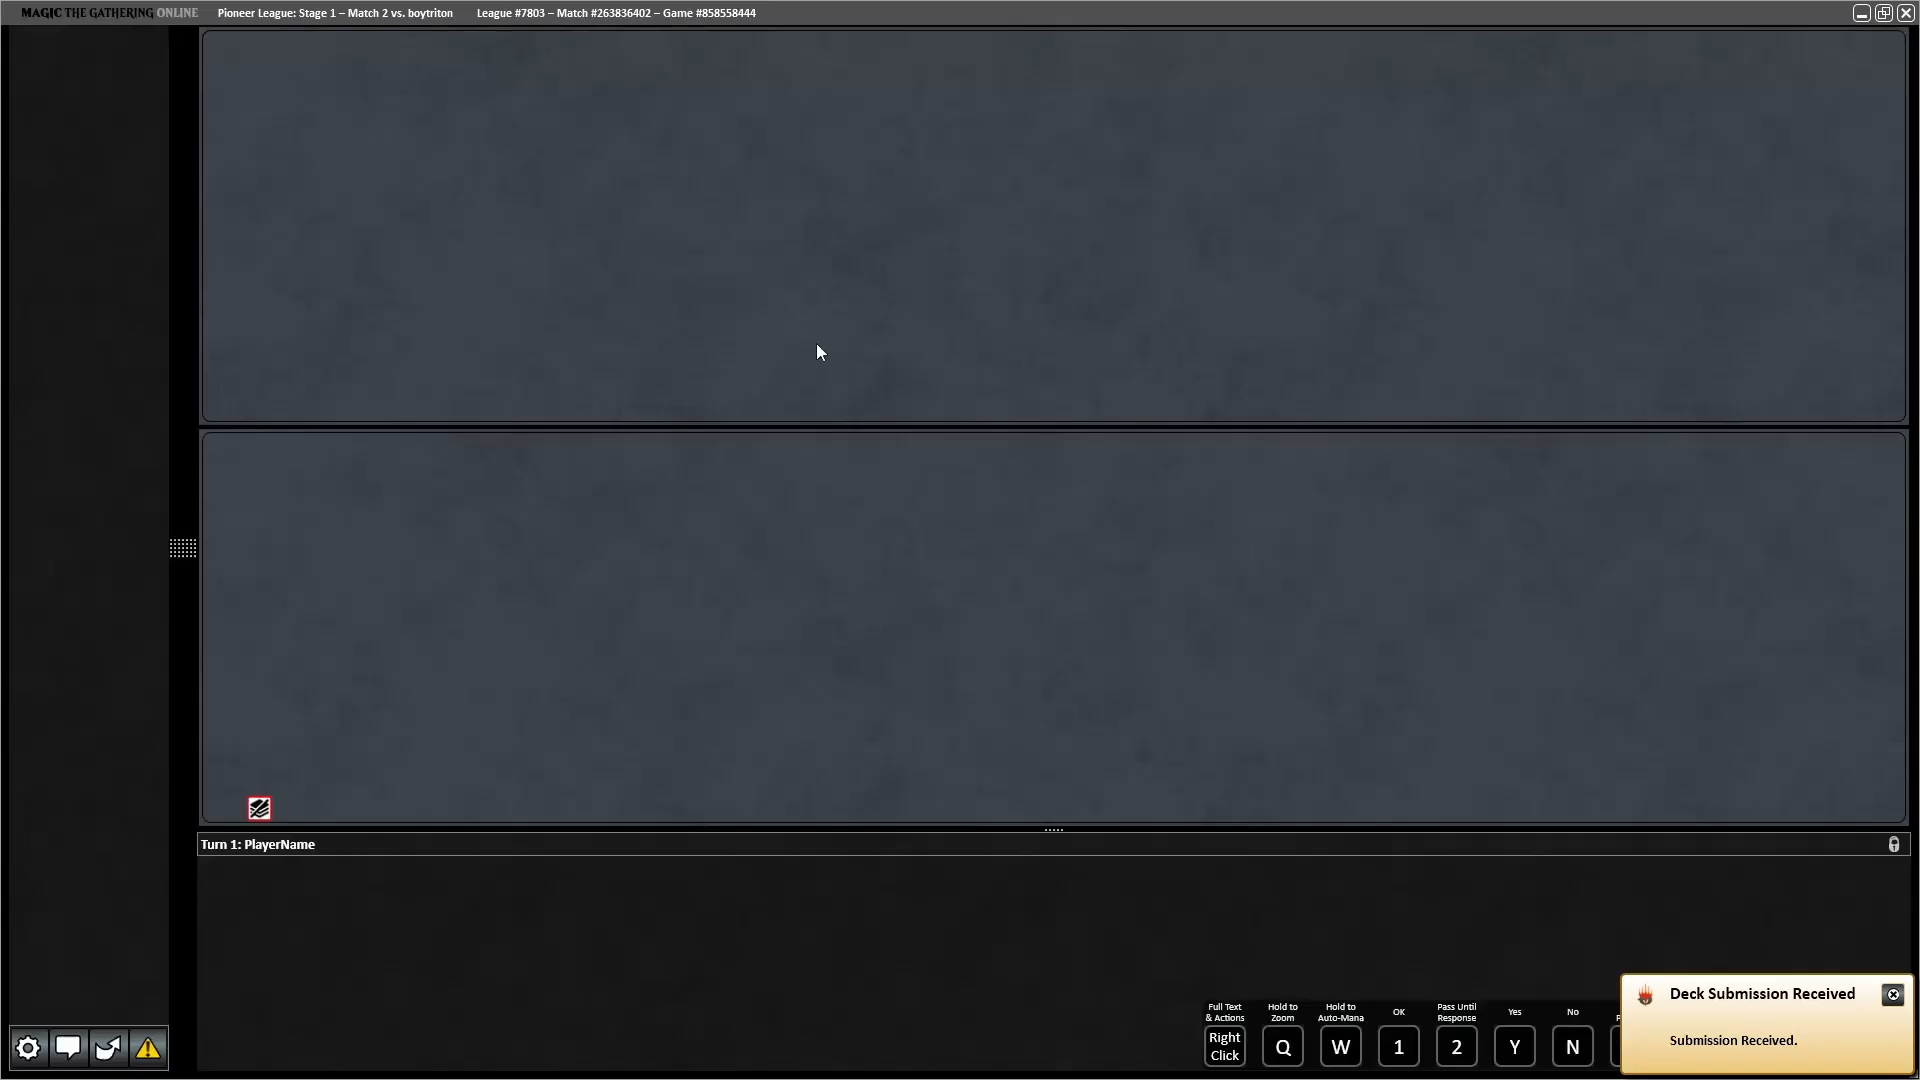 MAGIC THE GATHERING ONLINE Pioneer League: Stage 1 – Match 2 vs. boytriton League #7803 – Match #263836402 – Game #858558444
Turn 1: PlayerName
Full Text & Actions
Right Click
Hold to Zoom
Q
Hold to Auto-Mana
W
OK
1
Pass Until Response
2
Yes
Y
No
N
Deck Submission Received
Submission Received.